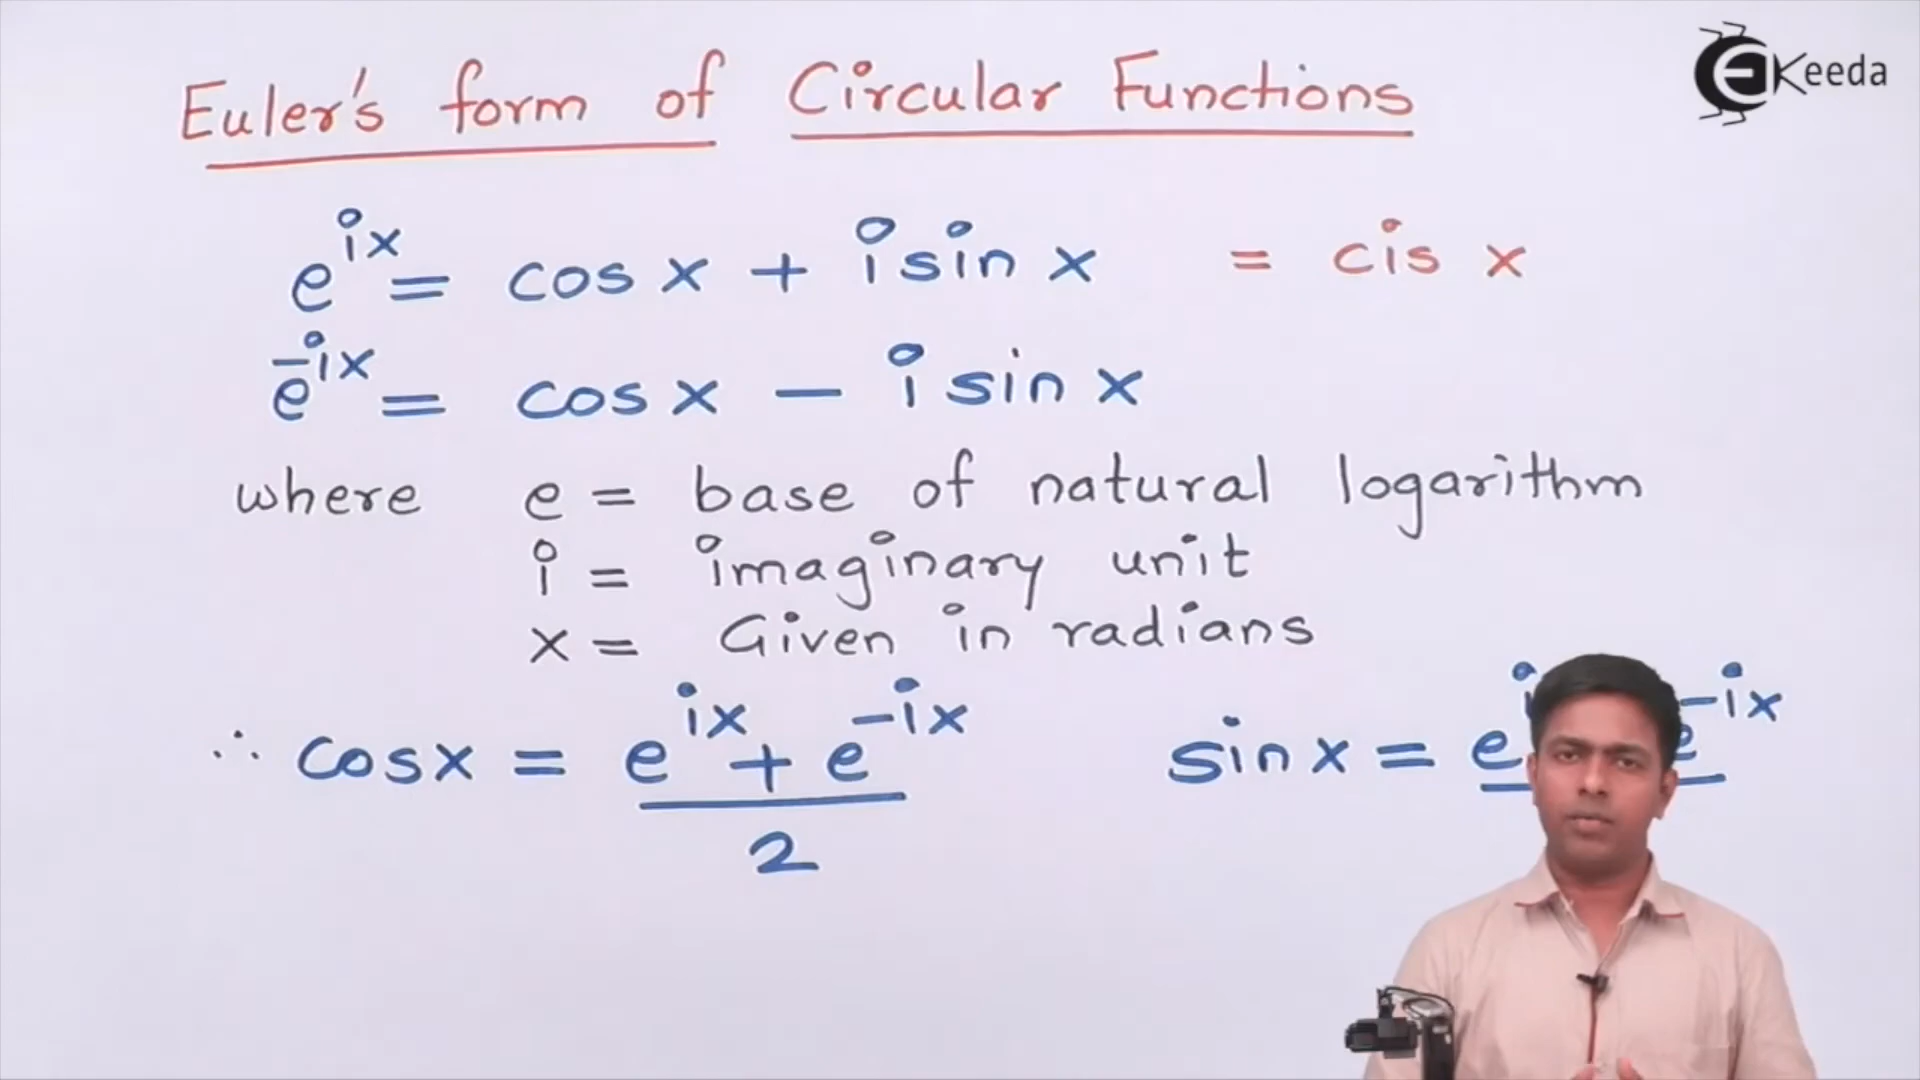 Euler's form of Circular Functions
EKeeda
e^ix = cos x + i sin x = cis x
e^-ix = cos x - i sin x
where e = base of natural logarithm
i = imaginary unit
x = Given in radians
∴ cos x = e^ix + e^-ix
2
sin x = e^i e^-ix